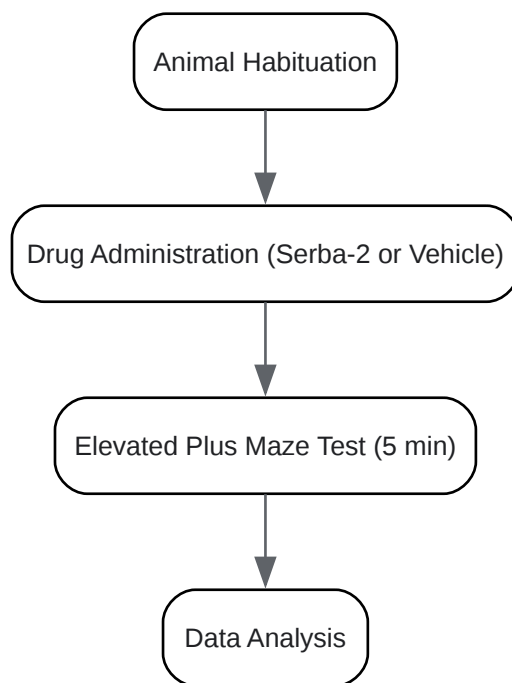 Animal Habituation
Drug Administration (Serba-2 or Vehicle)
Elevated Plus Maze Test (5 min)
Data Analysis